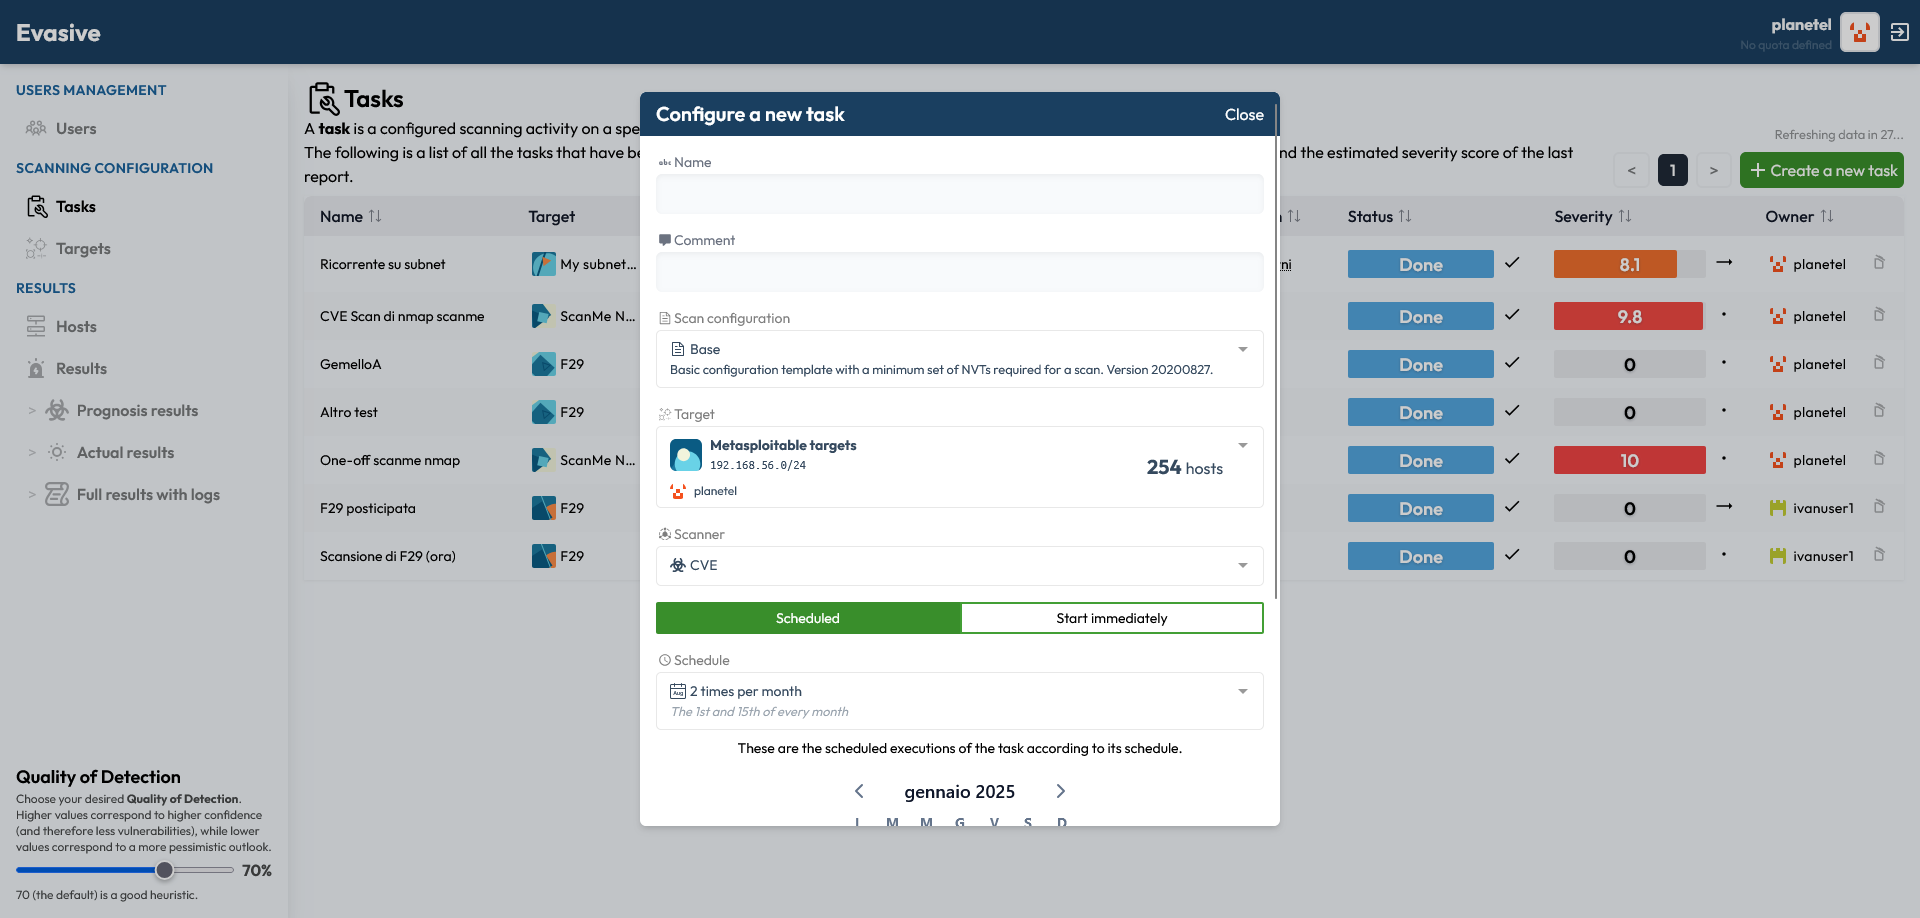 Evasive
planetel
No quota defined
USERS MANAGEMENT
Users
SCANNING CONFIGURATION
Tasks
Targets
RESULTS
Hosts
Results
> Prognosis results
> Actual results
> Full results with logs
Quality of Detection
Choose your desired Quality of Detection.
Higher values correspond to higher confidence
(and therefore less vulnerabilities), while lower
values correspond to a more pessimistic outlook.
70%
70 (the default) is a good heuristic.
Tasks
A task is a configured scanning activity on a spe
The following is a list of all the tasks that have be
nd the estimated severity score of the last
report.
Refreshing data in 27...
< 1 >
+ Create a new task
Name Target Status Severity Owner
Ricorrente su subnet My subnet... ni Done 8.1 planetel
CVE Scan di nmap scanme ScanMe N... Done 9.8 planetel
GemelloA F29 Done 0 planetel
Altro test F29 Done 0 planetel
One-off scanme nmap ScanMe N... Done 10 planetel
F29 posticipata F29 Done 0 ivanuser1
Scansione di F29 (ora) F29 Done 0 ivanuser1
Configure a new task
Close
abc Name
Comment
Scan configuration
Base
Basic configuration template with a minimum set of NVTs required for a scan. Version 20200827.
Target
Metasploitable targets
192.168.56.0/24
254 hosts
planetel
Scanner
CVE
Scheduled Start immediately
Schedule
Aug 2 times per month
The 1st and 15th of every month
These are the scheduled executions of the task according to its schedule.
gennaio 2025
L M M G V S D